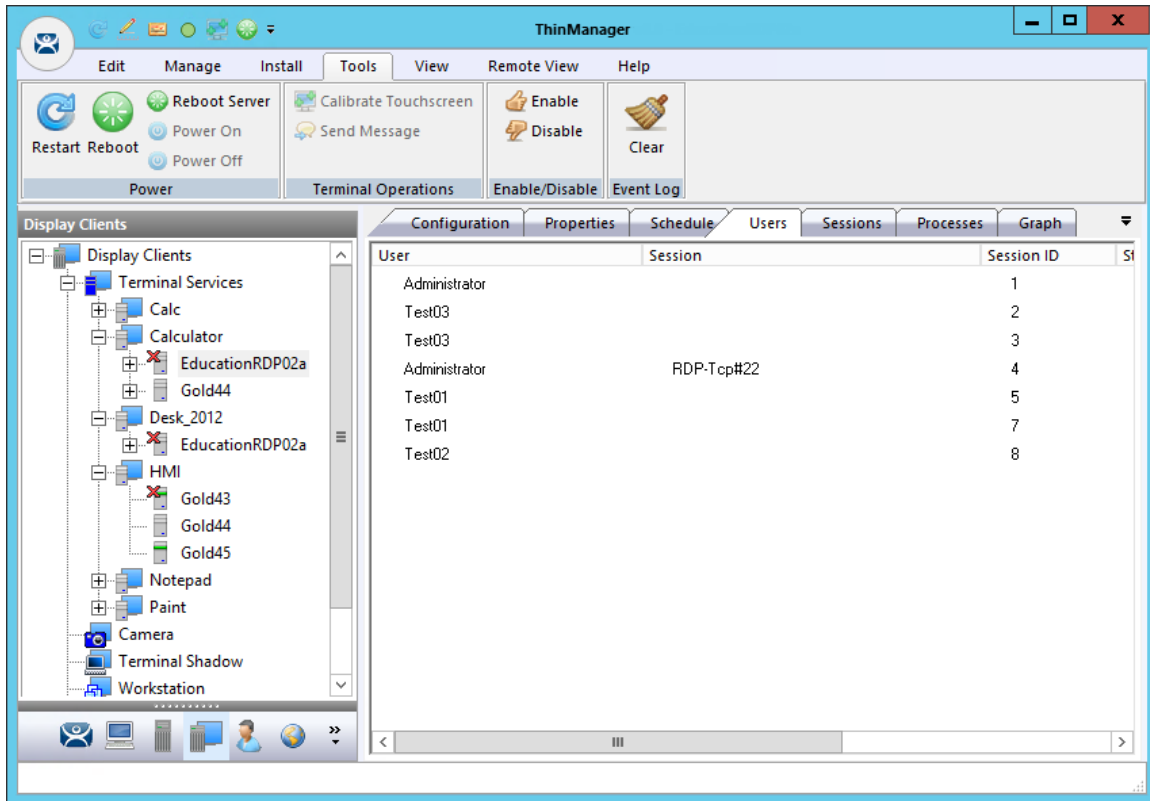 ThinManager
Edit Manage Install Tools View Remote View Help
Restart Reboot Reboot Server Power On Power Off
Power
Calibrate Touchscreen
Send Message
Terminal Operations
Enable
Disable
Enable/Disable
Clear
Event Log
Display Clients
Display Clients
Terminal Services
Calc
Calculator
EducationRDP02a
Gold44
Desk_2012
EducationRDP02a
HMI
Gold43
Gold44
Gold45
Notepad
Paint
Camera
Terminal Shadow
Workstation
Configuration Properties Schedule Users Sessions Processes Graph
User Session Session ID St
Administrator 1
Test03 2
Test03 3
Administrator RDP-Tcp#22 4
Test01 5
Test01 7
Test02 8